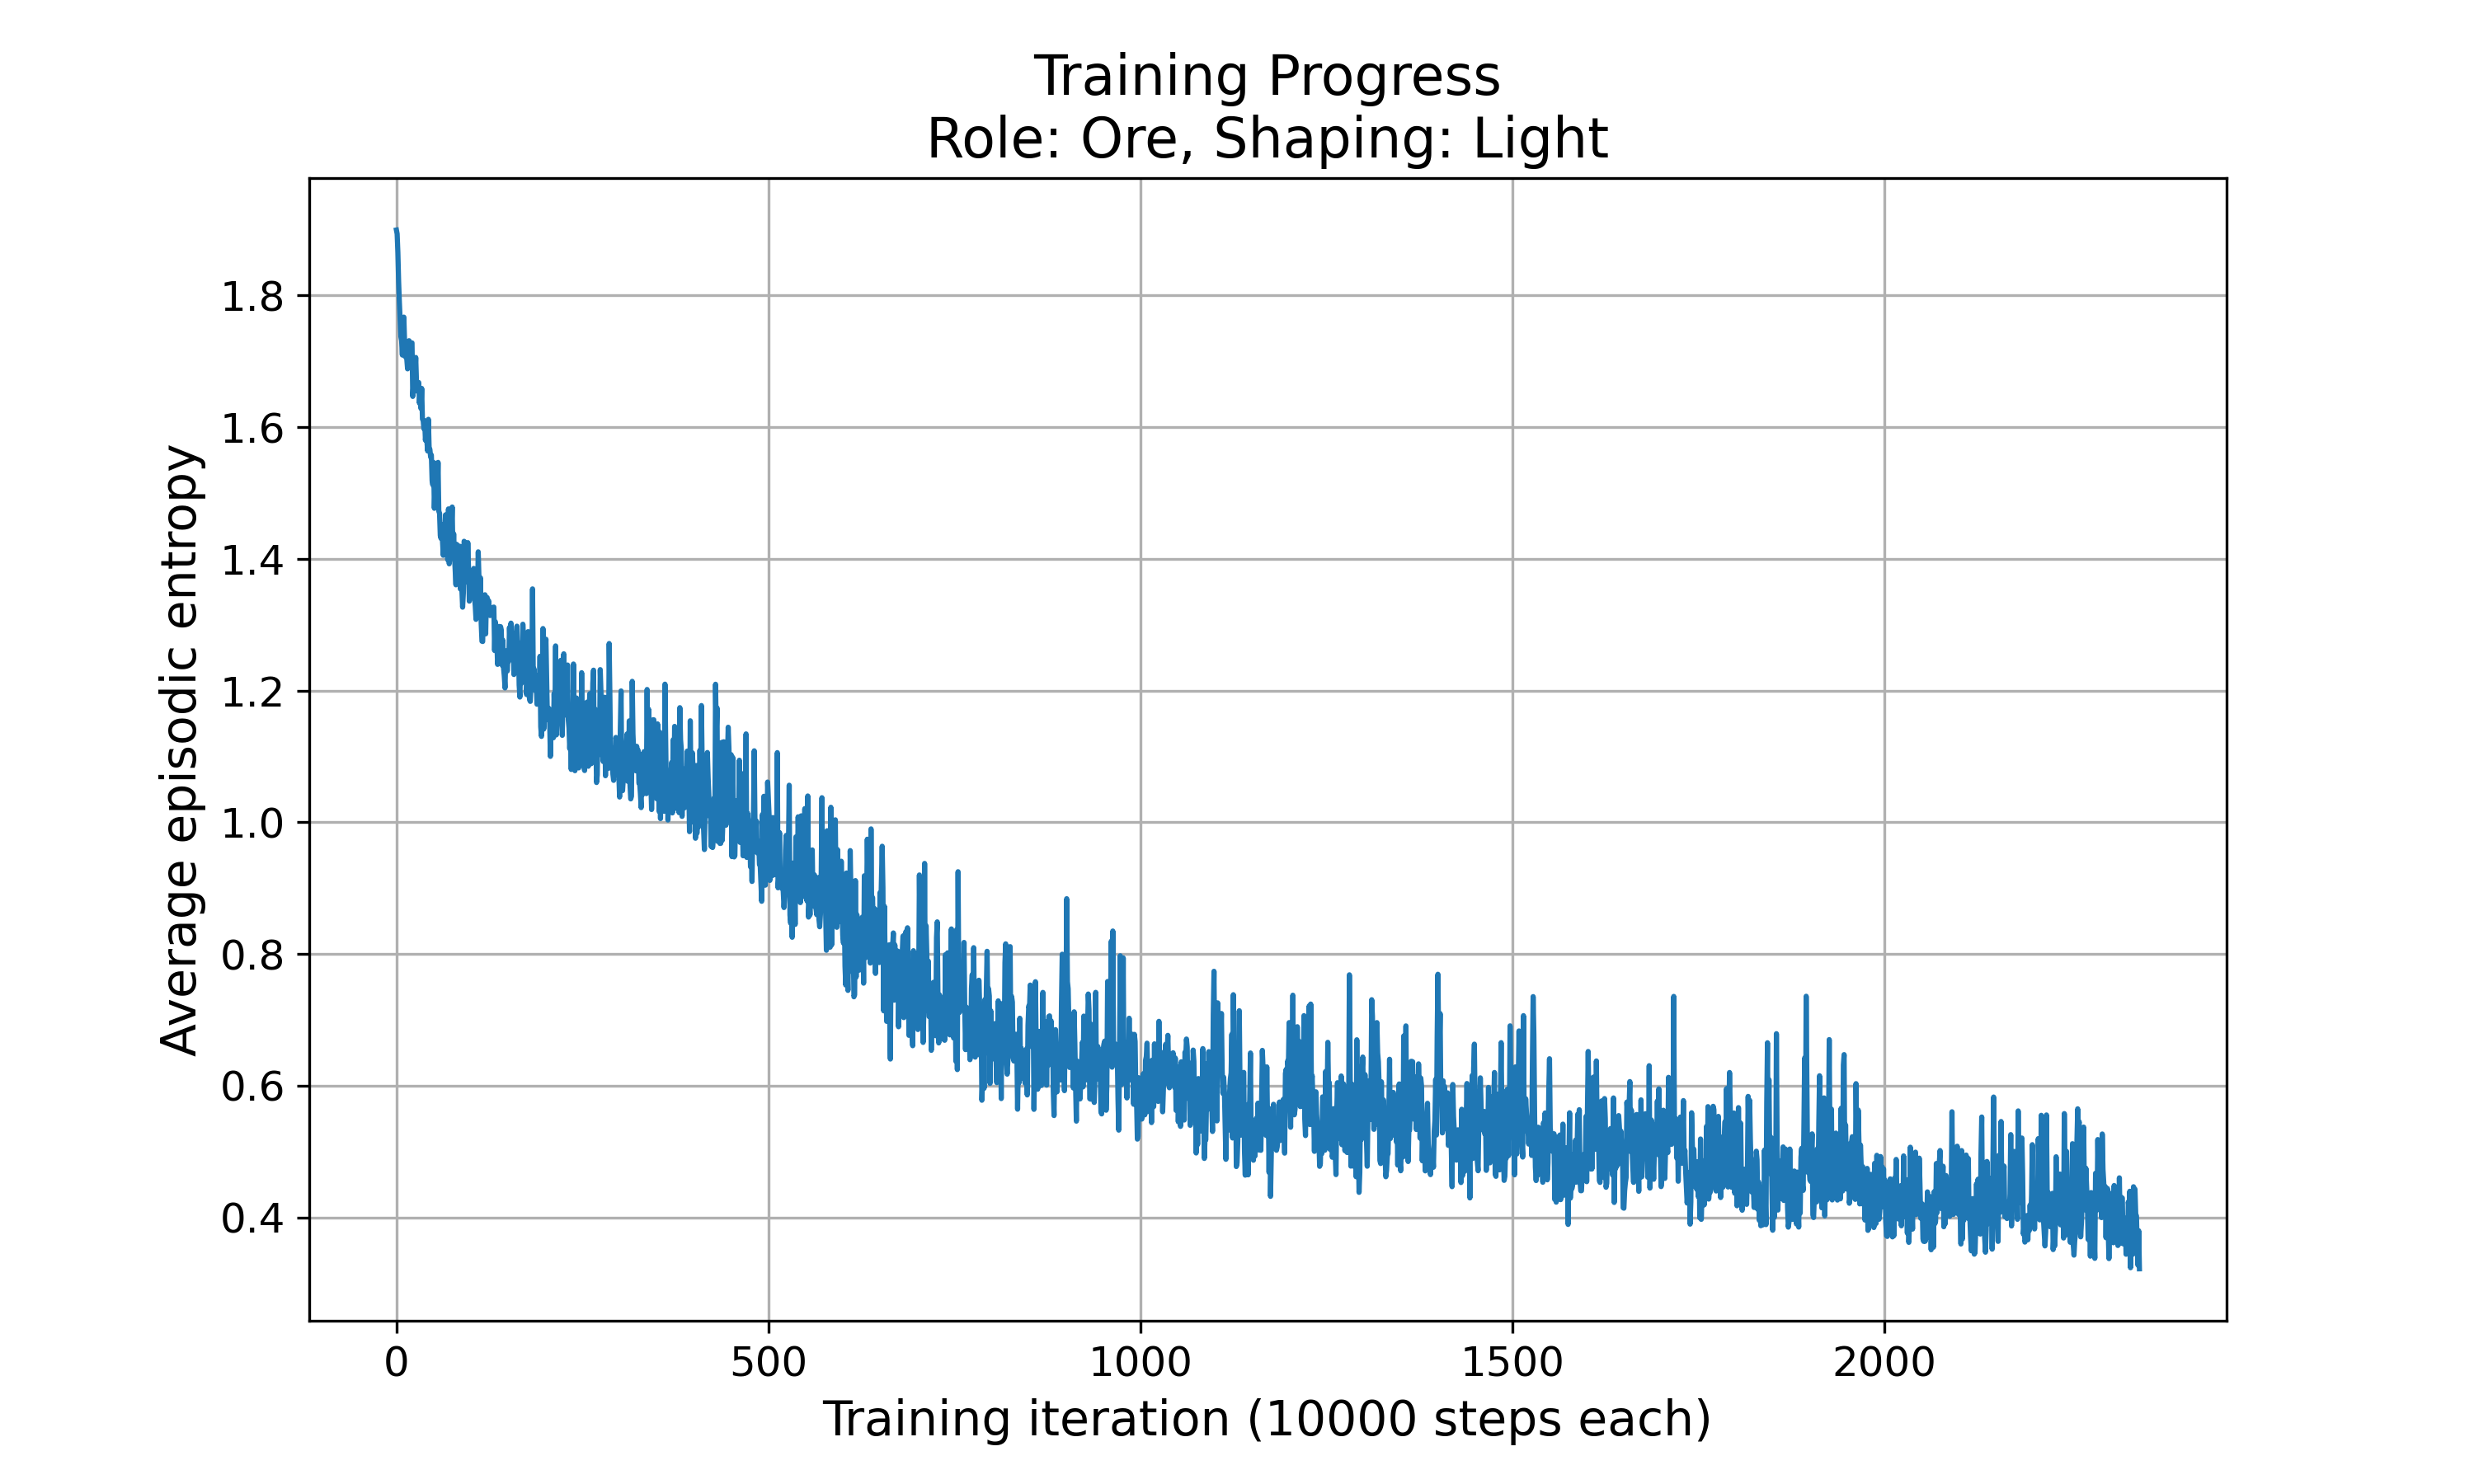 Training Progress
Role: Ore, Shaping: Light
Average episodic entropy
1.8
1.6
1.4
1.2
1.0
0.8
0.6
0.4
0 500 1000 1500 2000
Training iteration (10000 steps each)